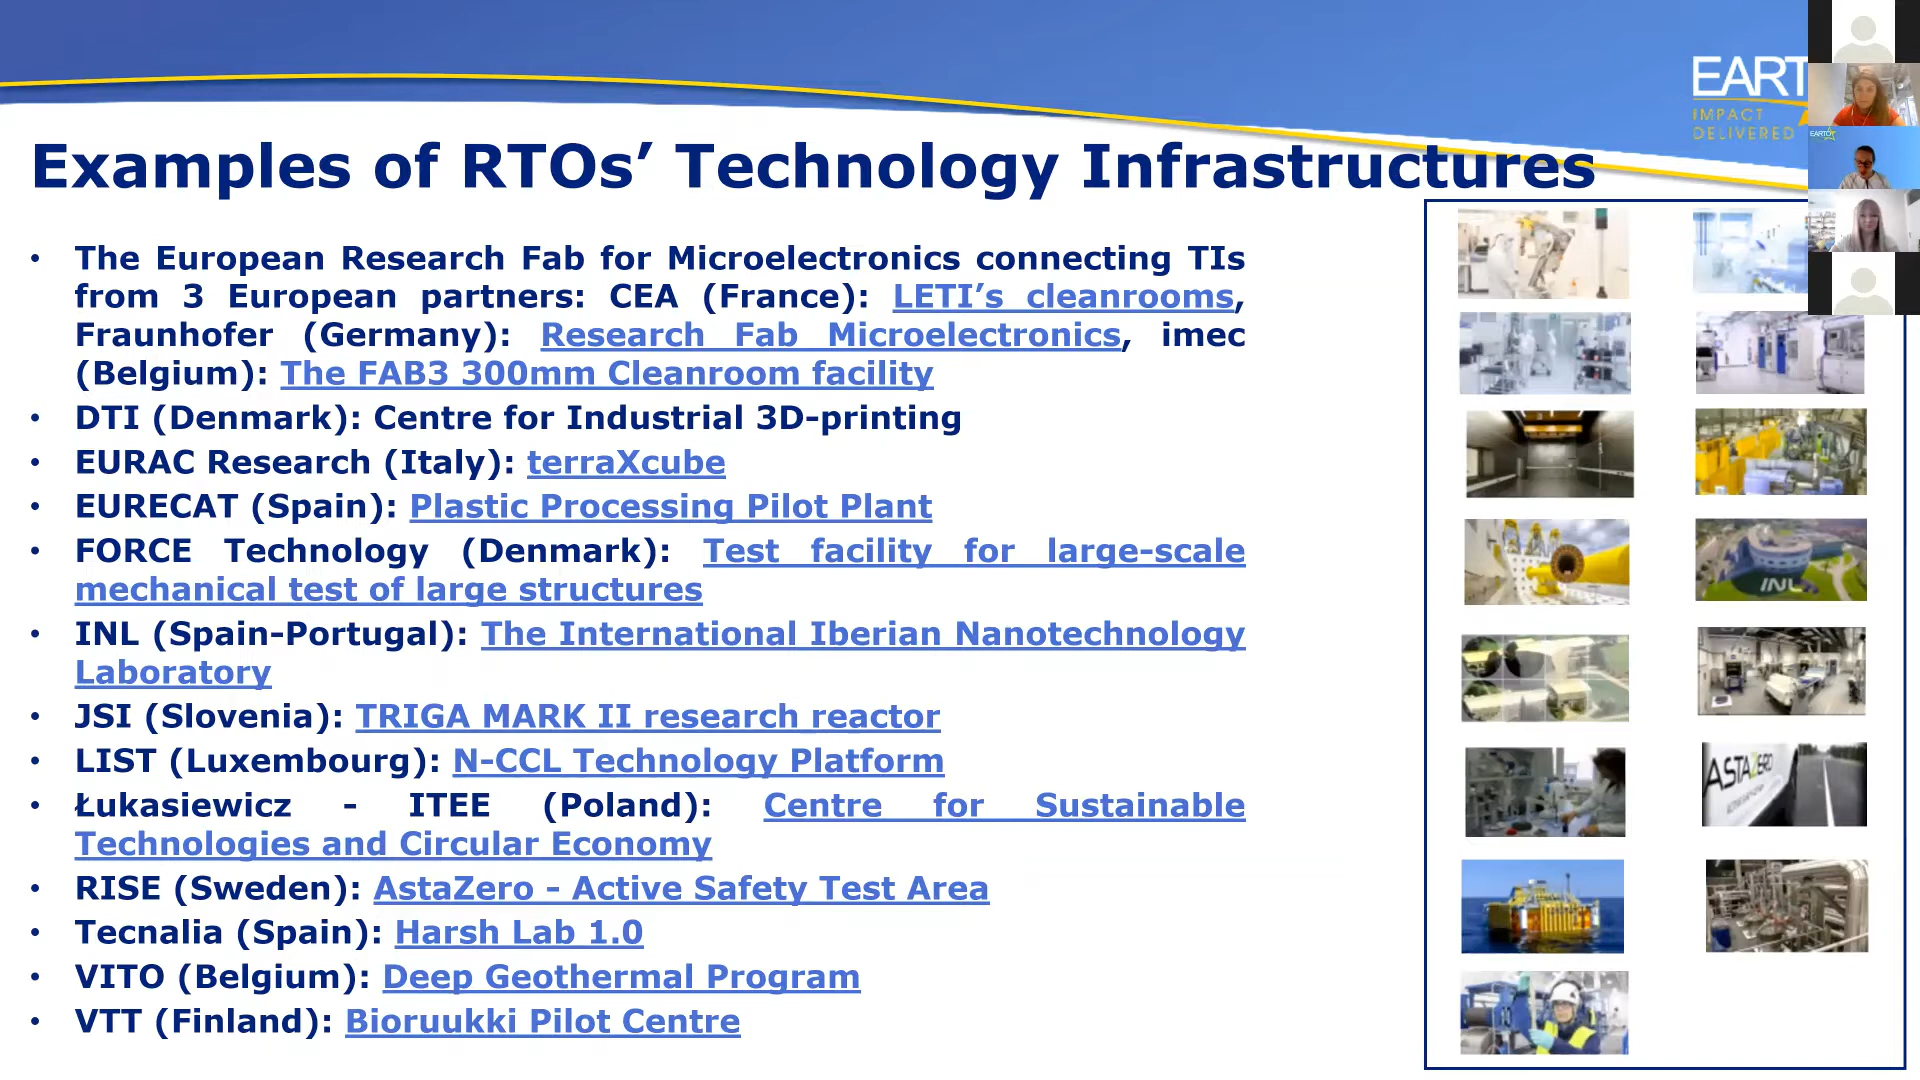 EART
IMPACT
DELIVERED
EARTO
Examples of RTOs’ Technology Infrastructures
• The European Research Fab for Microelectronics connecting TIs
from 3 European partners: CEA (France): LETI’s cleanrooms,
Fraunhofer (Germany): Research Fab Microelectronics, imec
(Belgium): The FAB3 300mm Cleanroom facility
• DTI (Denmark): Centre for Industrial 3D-printing
• EURAC Research (Italy): terraXcube
• EURECAT (Spain): Plastic Processing Pilot Plant
• FORCE Technology (Denmark): Test facility for large-scale
mechanical test of large structures
• INL (Spain-Portugal): The International Iberian Nanotechnology
Laboratory
• JSI (Slovenia): TRIGA MARK II research reactor
• LIST (Luxembourg): N-CCL Technology Platform
• Łukasiewicz - ITEE (Poland): Centre for Sustainable
Technologies and Circular Economy
• RISE (Sweden): AstaZero - Active Safety Test Area
• Tecnalia (Spain): Harsh Lab 1.0
• VITO (Belgium): Deep Geothermal Program
• VTT (Finland): Bioruukki Pilot Centre
INL
ASTAZERO